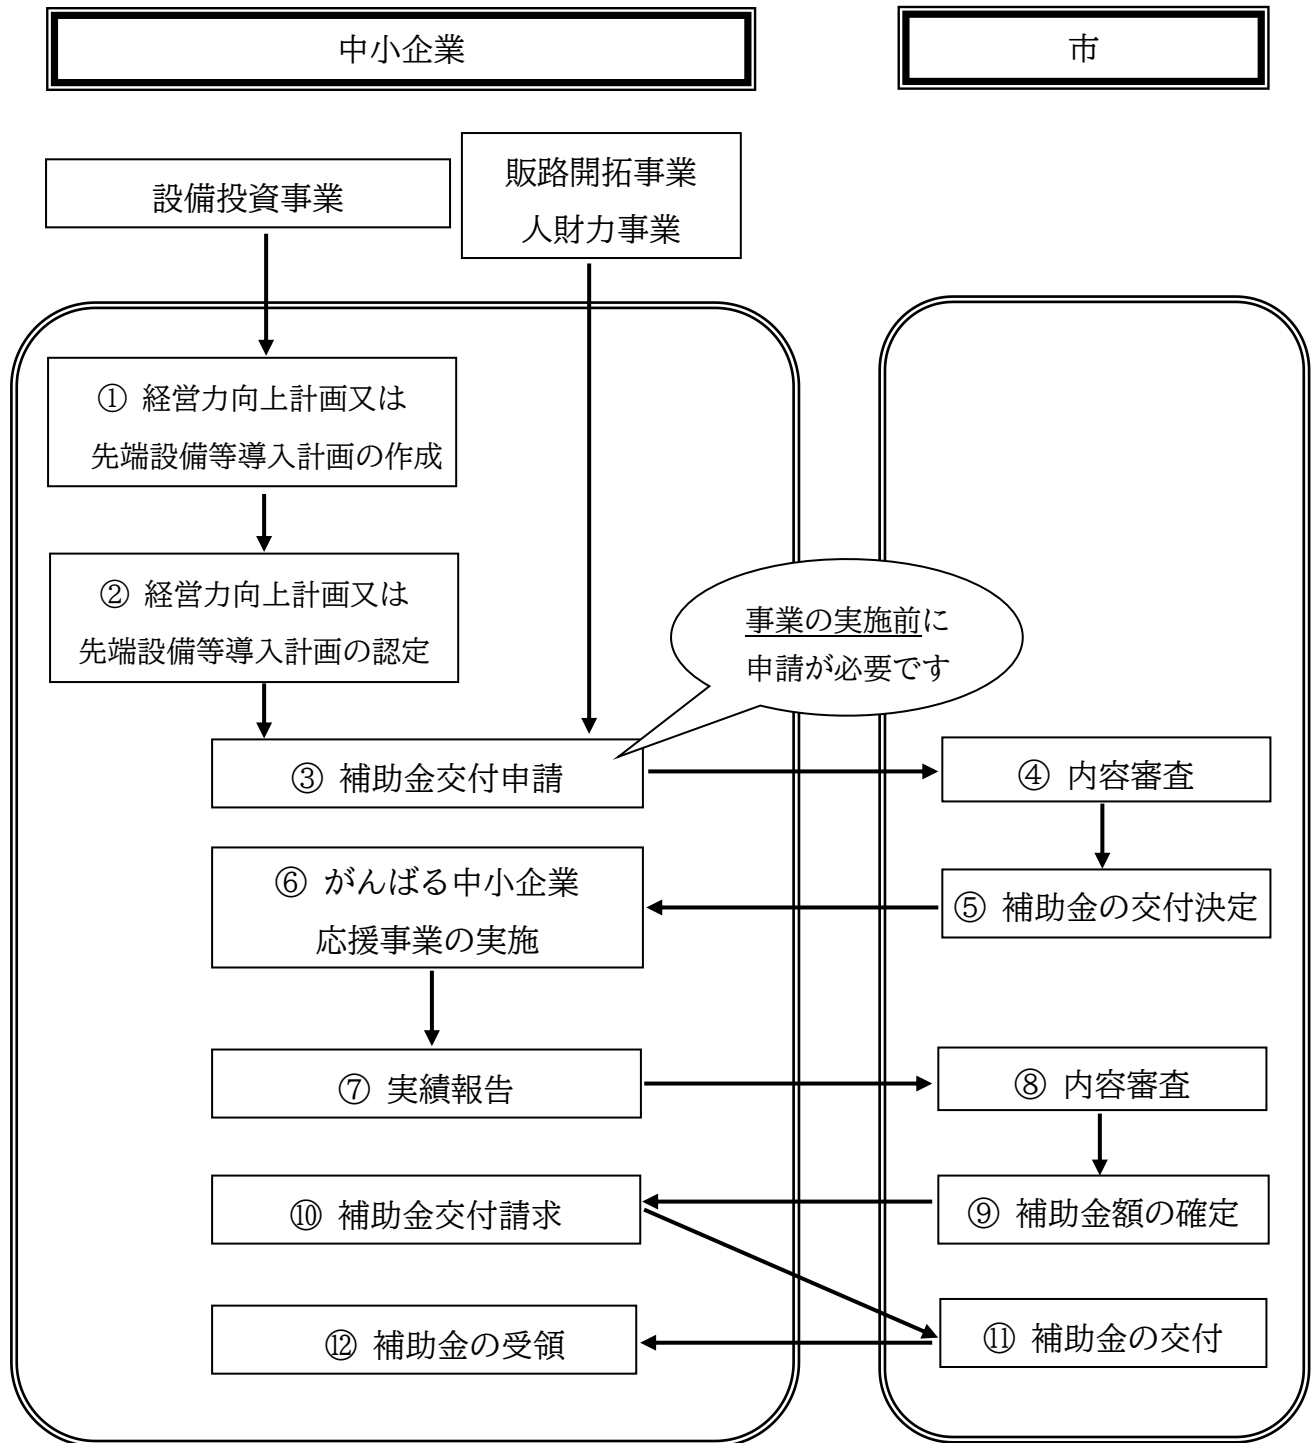 中小企業
市
設備投資事業
販路開拓事業
人財力事業
① 経営力向上計画又は
先端設備等導入計画の作成
② 経営力向上計画又は
先端設備等導入計画の認定
事業の実施前に
申請が必要です
③ 補助金交付申請
④ 内容審査
⑤ 補助金の交付決定
⑥ がんばる中小企業
応援事業の実施
⑦ 実績報告
⑧ 内容審査
⑨ 補助金額の確定
⑩ 補助金交付請求
⑪ 補助金の交付
⑫ 補助金の受領